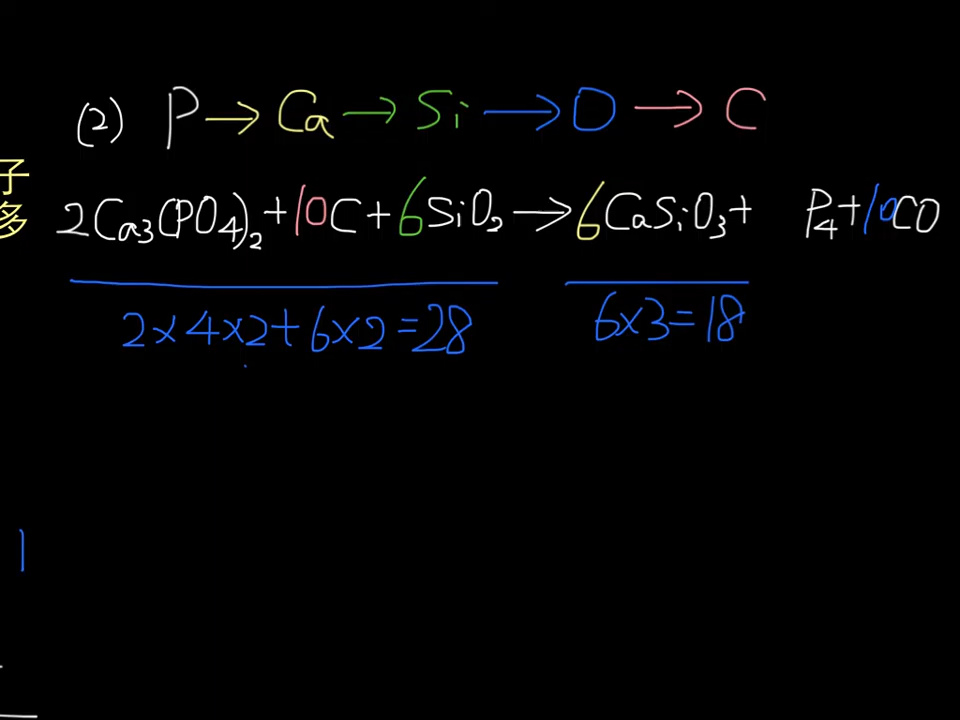 (2) P → Ca → Si → O → C
子
多
2Ca3(PO4)2 + 10C + 6SiO2 → 6CaSiO3 + P4 + 10CO
2×4×2+6×2=28
6×3=18
1